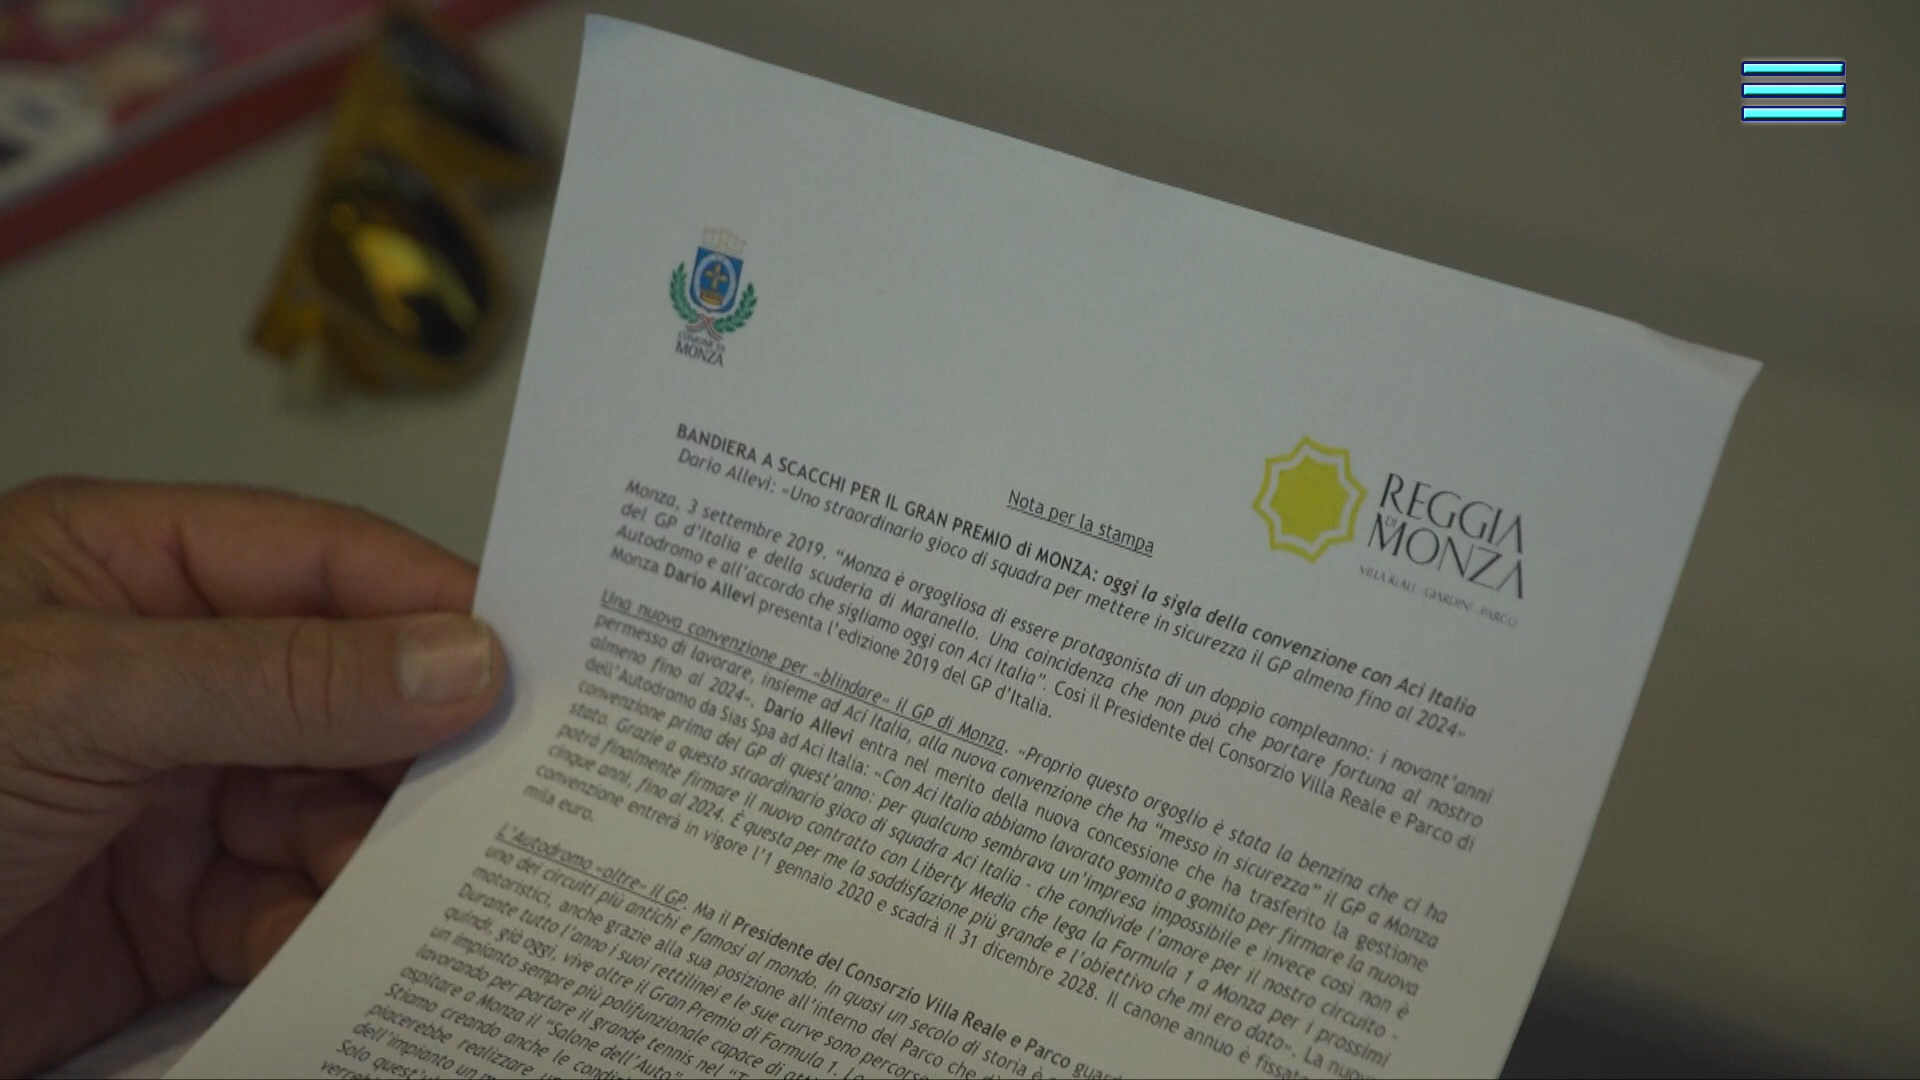 COMUNE DI
MONZA
REGGIA
DI
MONZA
VILLA REALE · GIARDINI · PARCO
Nota per la stampa
BANDIERA A SCACCHI PER IL GRAN PREMIO di MONZA: oggi la sigla della convenzione con Aci Italia
Dario Allevi: «Uno straordinario gioco di squadra per mettere in sicurezza il GP almeno fino al 2024»
Monza, 3 settembre 2019. "Monza è orgogliosa di essere protagonista di un doppio compleanno: i novant'anni
del GP d'Italia e della scuderia di Maranello. Una coincidenza che non può che portare fortuna al nostro
Autodromo e all'accordo che sigliamo oggi con Aci Italia". Così il Presidente del Consorzio Villa Reale e Parco di
Monza Dario Allevi presenta l'edizione 2019 del GP d'Italia.
Una nuova convenzione per «blindare» il GP di Monza. «Proprio questo orgoglio è stata la benzina che ci ha
permesso di lavorare, insieme ad Aci Italia, alla nuova convenzione che ha "messo in sicurezza" il GP a Monza
almeno fino al 2024». Dario Allevi entra nel merito della nuova concessione che ha trasferito la gestione
dell'Autodromo da Sias Spa ad Aci Italia: «Con Aci Italia abbiamo lavorato gomito a gomito per firmare la nuova
convenzione prima del GP di quest'anno: per qualcuno sembrava un'impresa impossibile e invece così non è
stato. Grazie a questo straordinario gioco di squadra Aci Italia - che condivide l'amore per il nostro circuito -
potrà finalmente firmare il nuovo contratto con Liberty Media che lega la Formula 1 a Monza per i prossimi
cinque anni, fino al 2024. È questa per me la soddisfazione più grande e l'obiettivo che mi ero dato». La nuova
convenzione entrerà in vigore l'1 gennaio 2020 e scadrà il 31 dicembre 2028. Il canone annuo è
mila euro.
L'Autodromo «oltre» il GP. Ma il Presidente del Consorzio Villa Reale e Parco
uno dei circuiti più antichi e famosi al mondo. In quasi un secolo di storia è
motoristici, anche grazie alla sua posizione all'interno del Parco che
Durante tutto l'anno i suoi rettilinei e le sue curve sono
quindi, già oggi, vive oltre il Gran Premio di Formula 1.
un impianto sempre più polifunzionale capace di
lavorando per portare il grande tennis nel
ospitare a Monza il "Salone dell'Auto"
Stiamo creando anche le
piacerebbe realizzare
dell'impianto un
Solo